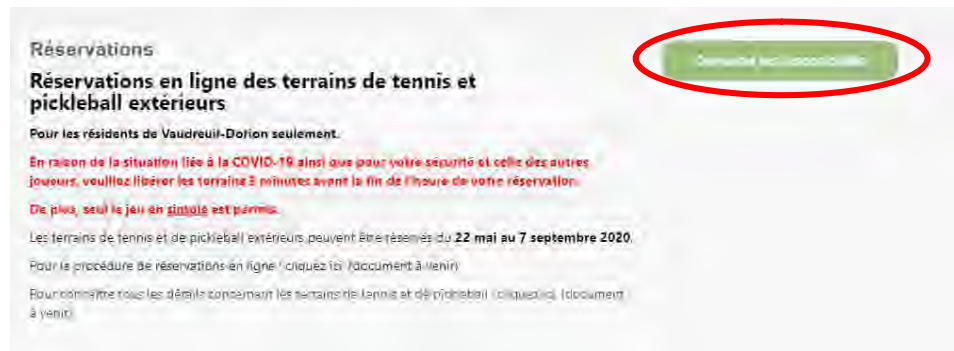 Réservations
Réservations en ligne des terrains de tennis et
pickleball extérieurs
Pour les résidents de Vaudreuil-Dorion seulement.
En raison de la situation liée à la COVID-19 ainsi que pour votre sécurité et celle des autres
joueurs, veuillez libérer les terrains 5 minutes avant la fin de l'heure de votre réservation.
De plus, seul le jeu en simple est permis.
Les terrains de tennis et de pickleball extérieurs peuvent être réservés du 22 mai au 7 septembre 2020.
Pour la procédure de réservations en ligne : cliquez ici (document à venir)
Pour connaître tous les détails concernant les terrains de tennis et de pickleball : cliquez ici (document
à venir)